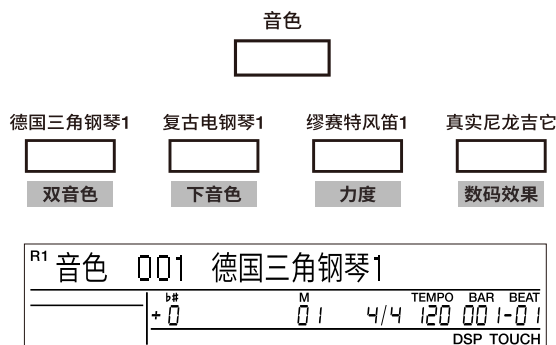 音色
德国三角钢琴1 复古电钢琴1 缪赛特风笛1 真实尼龙吉它
双音色 下音色 力度 数码效果
R1 音色 001 德国三角钢琴1
♭♯ M TEMPO BAR BEAT
+0 01 4/4 120 001-01
DSP TOUCH